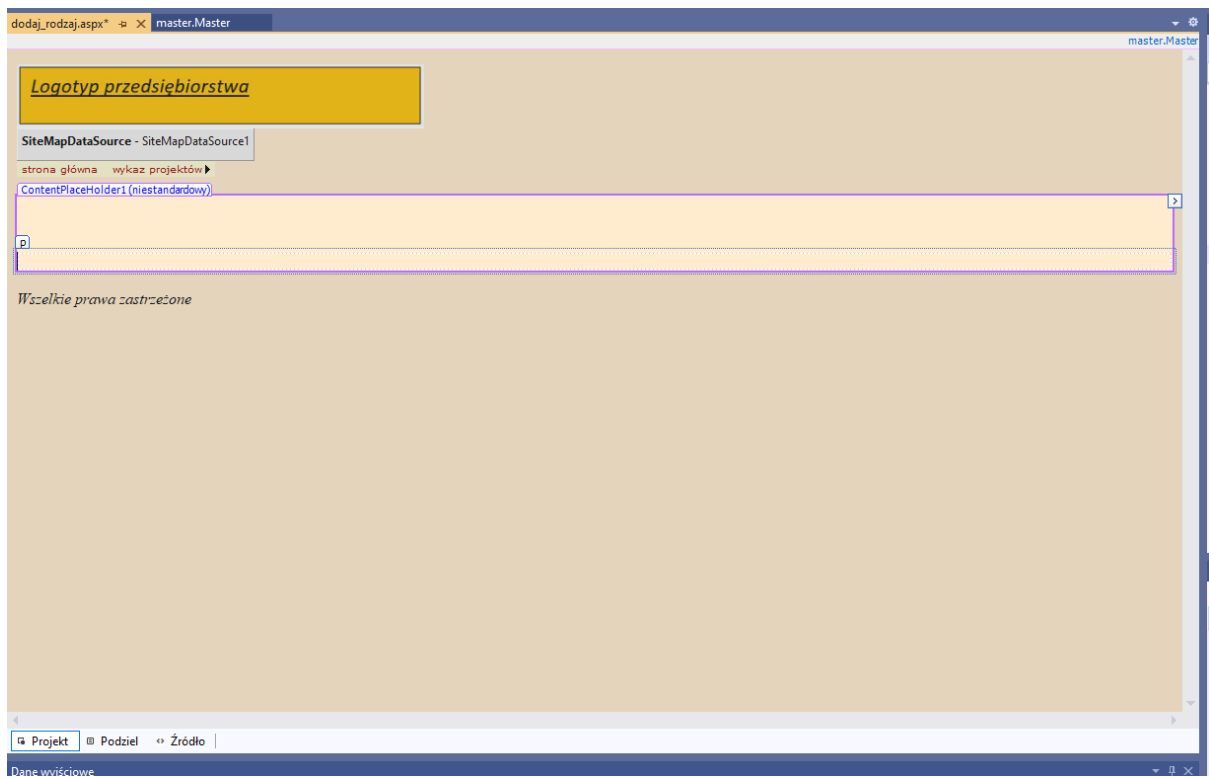 dodaj_rodzaj.aspx* master.Master
master.Master
Logotyp przedsiębiorstwa
SiteMapDataSource - SiteMapDataSource1
strona główna wykaz projektów
ContentPlaceHolder1 (niestandardowy)
p
Wszelkie prawa zastrzeżone
Projekt Podziel Źródło
Dane wyjściowe